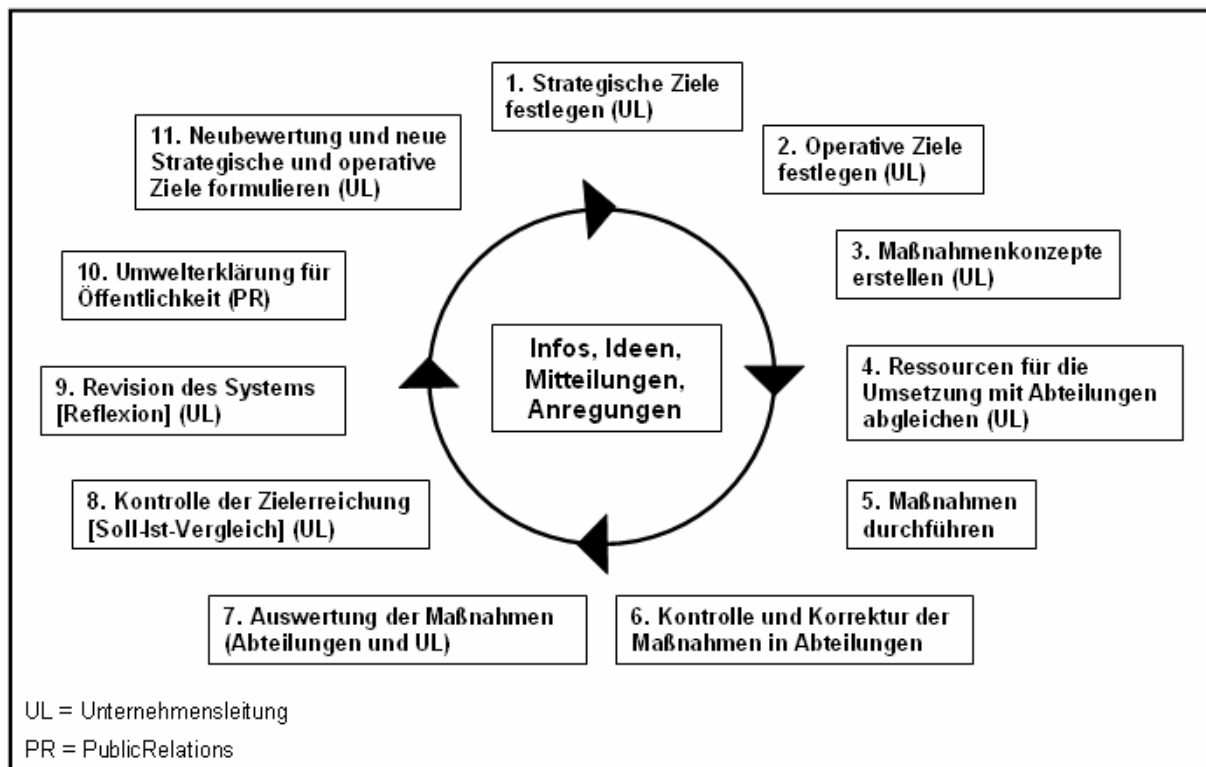 1. Strategische Ziele
festlegen (UL)
2. Operative Ziele
festlegen (UL)
3. Maßnahmenkonzepte
erstellen (UL)
4. Ressourcen für die
Umsetzung mit Abteilungen
abgleichen (UL)
5. Maßnahmen
durchführen
6. Kontrolle und Korrektur der
Maßnahmen in Abteilungen
7. Auswertung der Maßnahmen
(Abteilungen und UL)
8. Kontrolle der Zielerreichung
[Soll-Ist-Vergleich] (UL)
9. Revision des Systems
[Reflexion] (UL)
10. Umwelterklärung für
Öffentlichkeit (PR)
11. Neubewertung und neue
Strategische und operative
Ziele formulieren (UL)
Infos, Ideen,
Mitteilungen,
Anregungen
UL = Unternehmensleitung
PR = PublicRelations